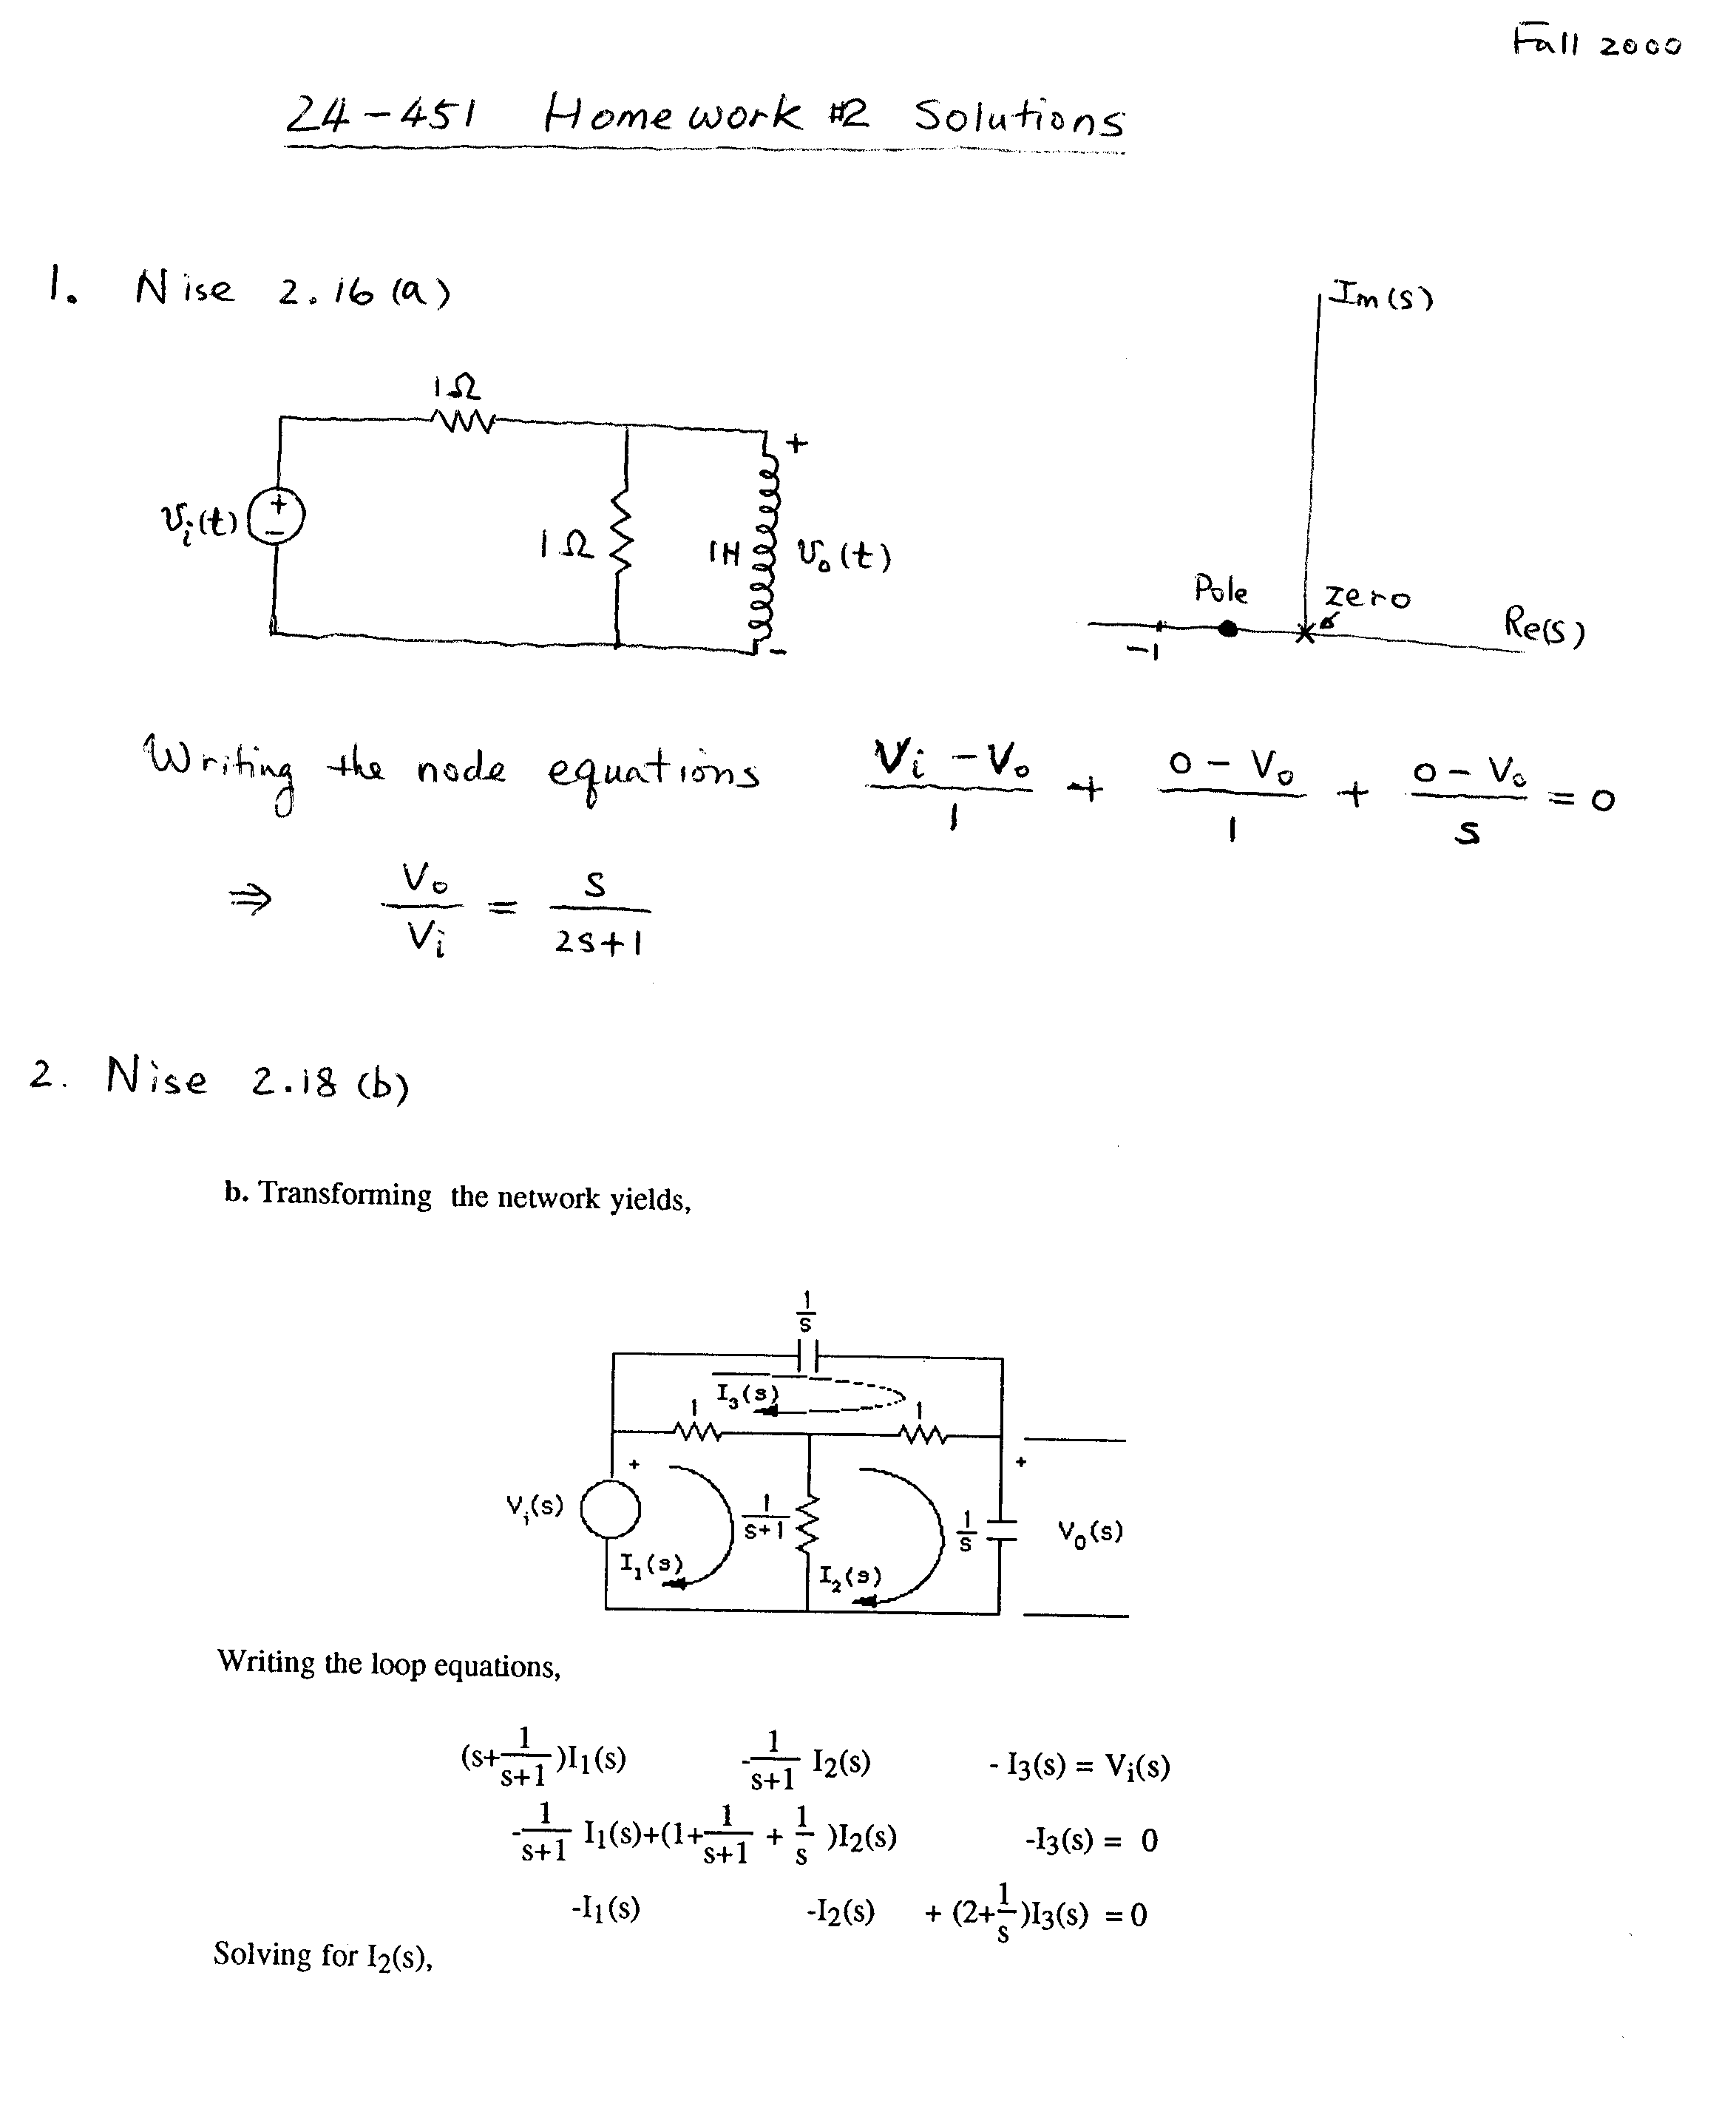 Fall 2000
24-451 Homework #2 Solutions
1. Nise 2.16 (a)
Im(s)
1Ω
+
Vi(t)
+
-
1Ω
1H
Vo(t)
-
Pole
zero
Re(s)
-1
Writing the node equations (Vi - Vo)/1 + (0 - Vo)/1 + (0 - Vo)/s = 0
⇒ Vo/Vi = s/(2s+1)
2. Nise 2.18 (b)
b. Transforming the network yields,
1/s
I3(s)
1
1
+
+
Vi(s)
1/(s+1)
1/s
Vo(s)
I1(s)
I2(s)
Writing the loop equations,
(s+1/(s+1))I1(s) -1/(s+1) I2(s) - I3(s) = Vi(s)
-1/(s+1) I1(s)+(1+1/(s+1) + 1/s )I2(s) -I3(s) = 0
-I1(s) -I2(s) + (2+1/s)I3(s) = 0
Solving for I2(s),